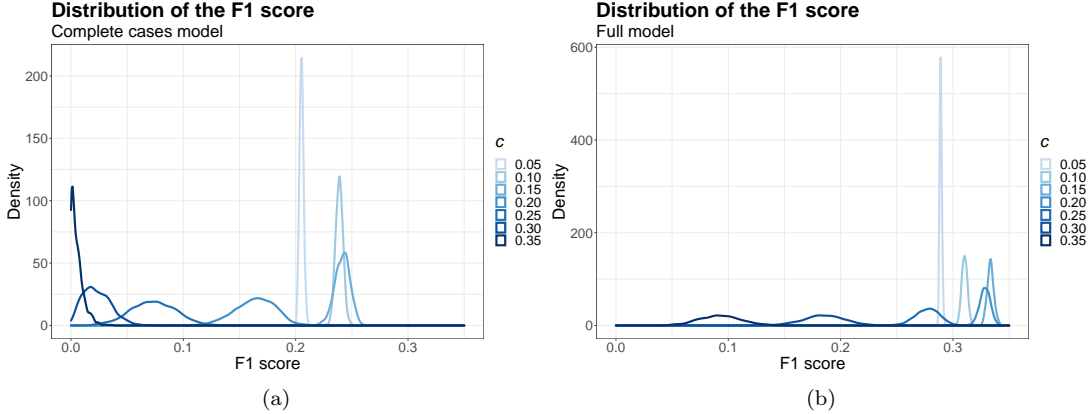 Distribution of the F1 score
Complete cases model
200
150
100
50
0
Density
0.0
0.1
0.2
0.3
F1 score
c
0.05
0.10
0.15
0.20
0.25
0.30
0.35
(a)
Distribution of the F1 score
Full model
600
400
200
0
Density
0.0
0.1
0.2
0.3
F1 score
c
0.05
0.10
0.15
0.20
0.25
0.30
0.35
(b)